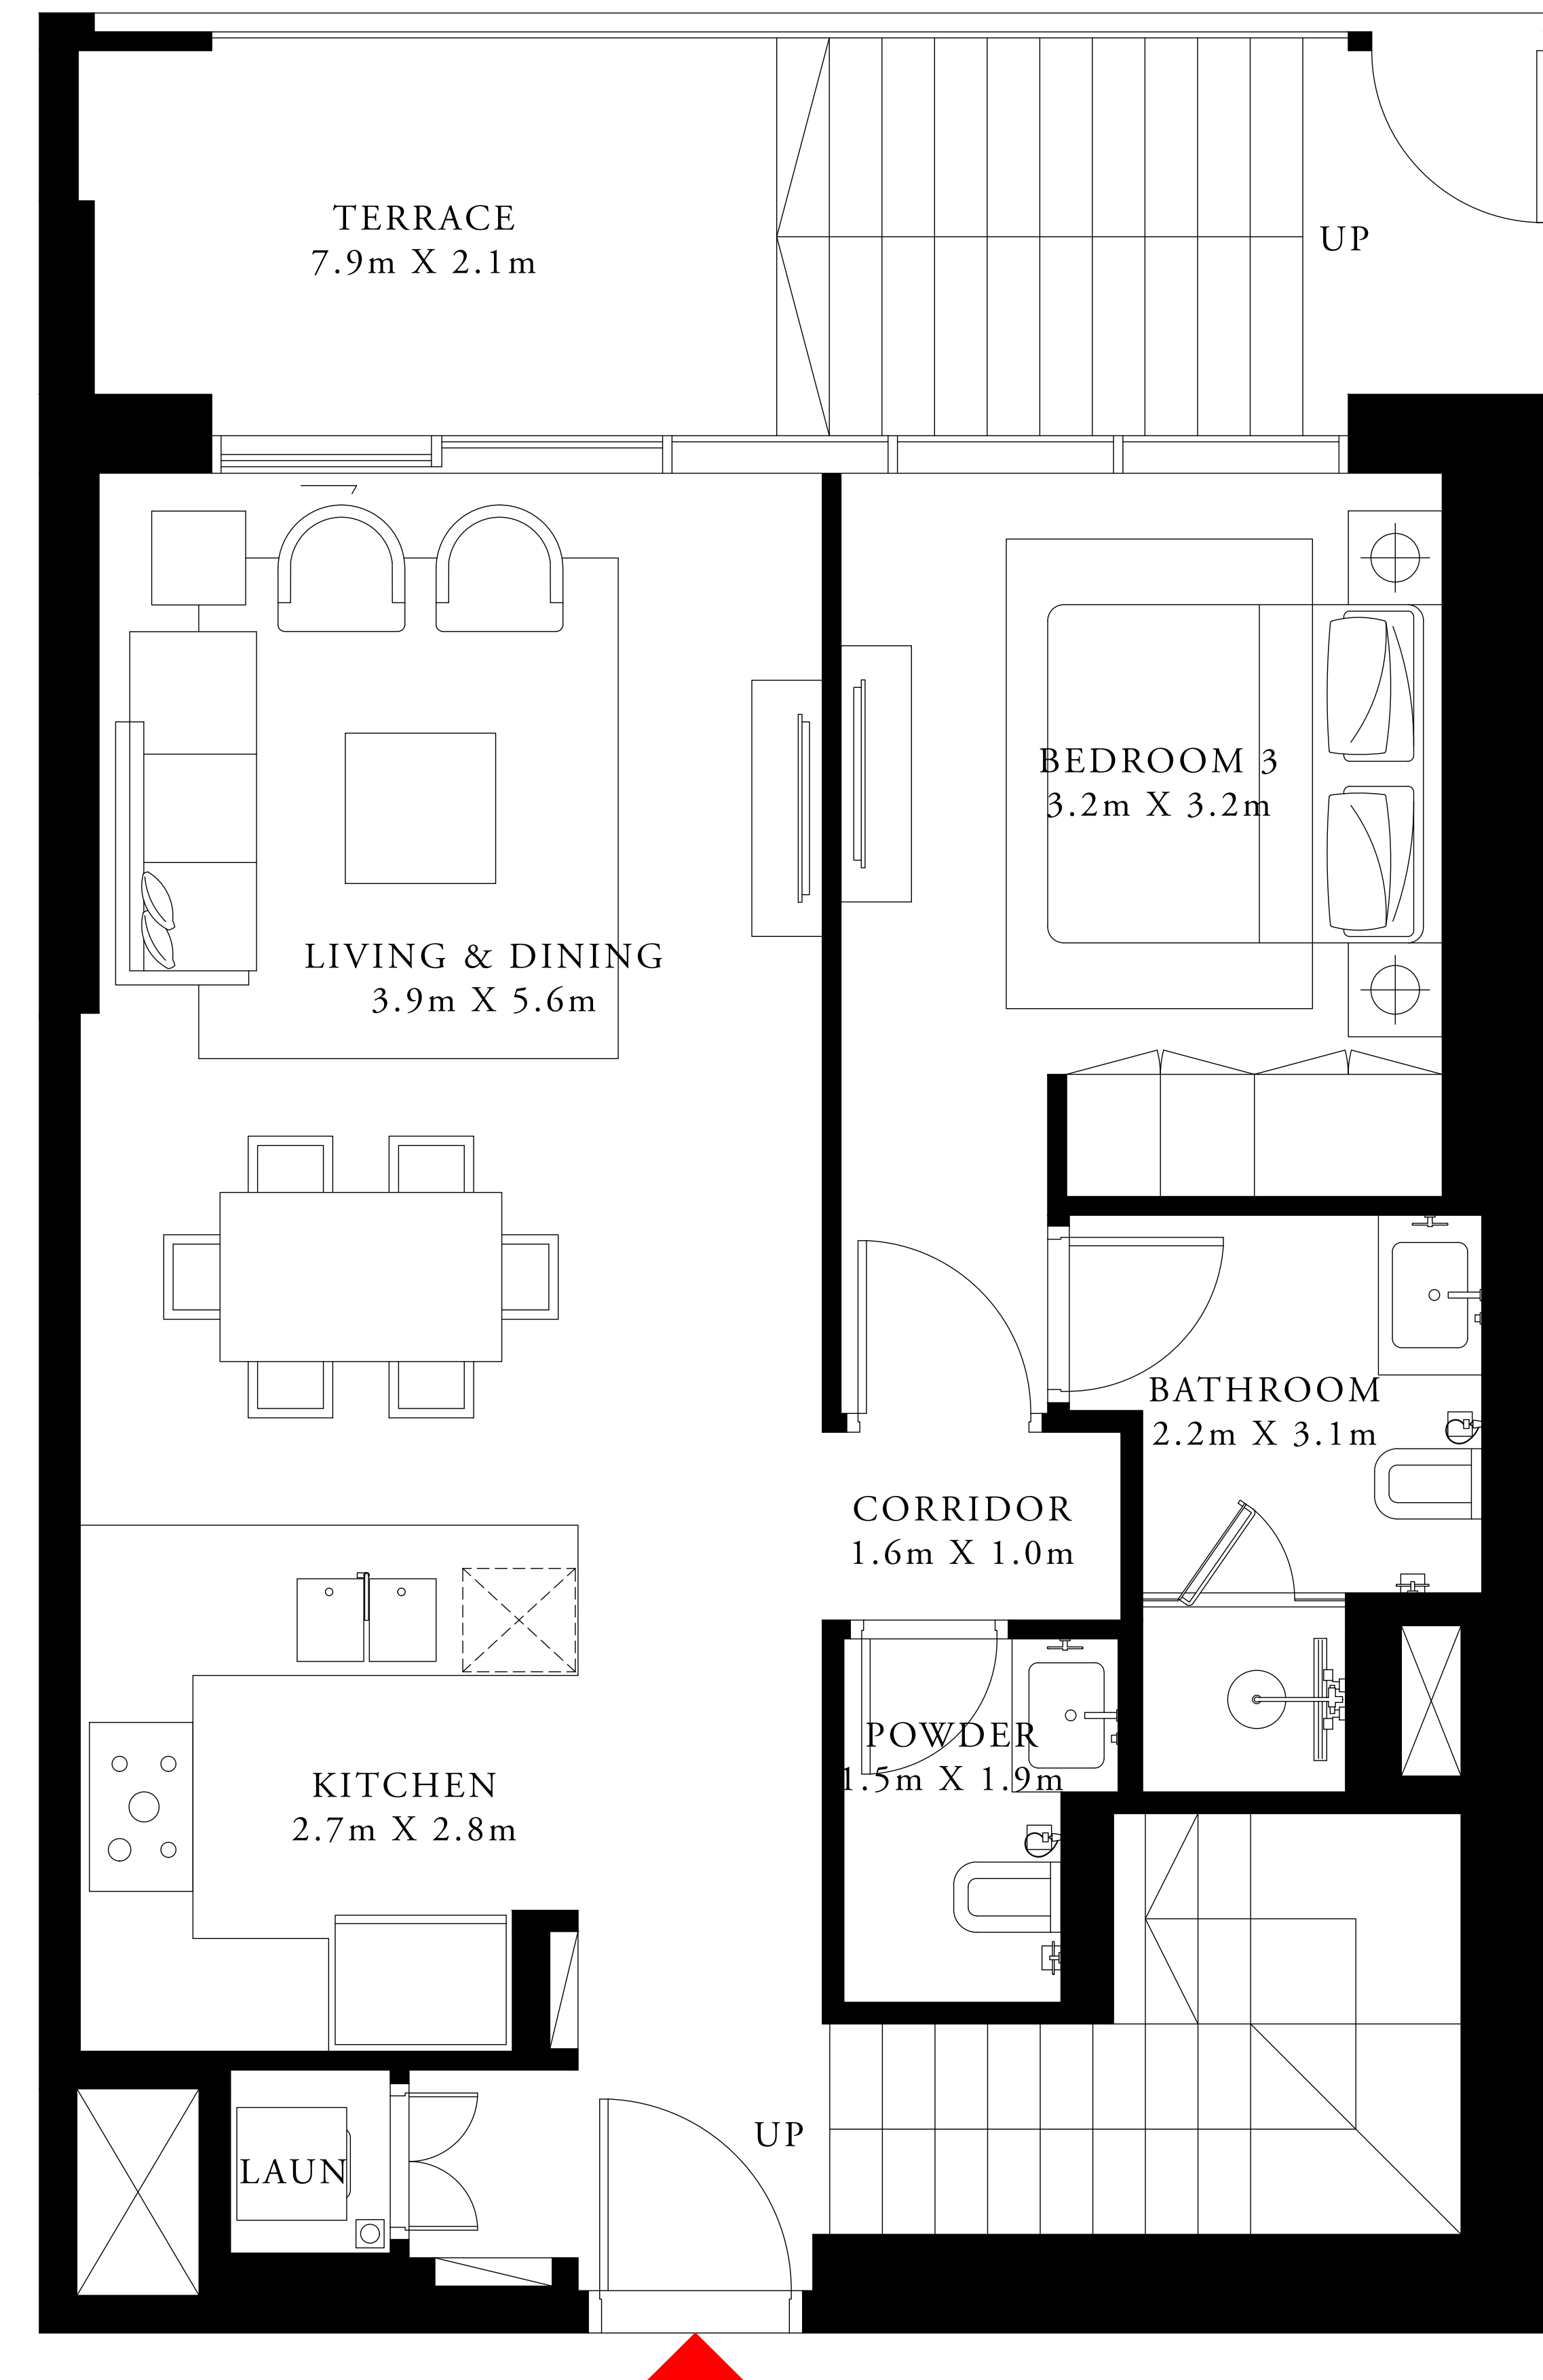 TERRACE
7.9m X 2.1m
UP
BEDROOM 3
3.2m X 3.2m
LIVING & DINING
3.9m X 5.6m
BATHROOM
2.2m X 3.1m
CORRIDOR
1.6m X 1.0m
POWDER
1.5m X 1.9m
KITCHEN
2.7m X 2.8m
UP
LAUN